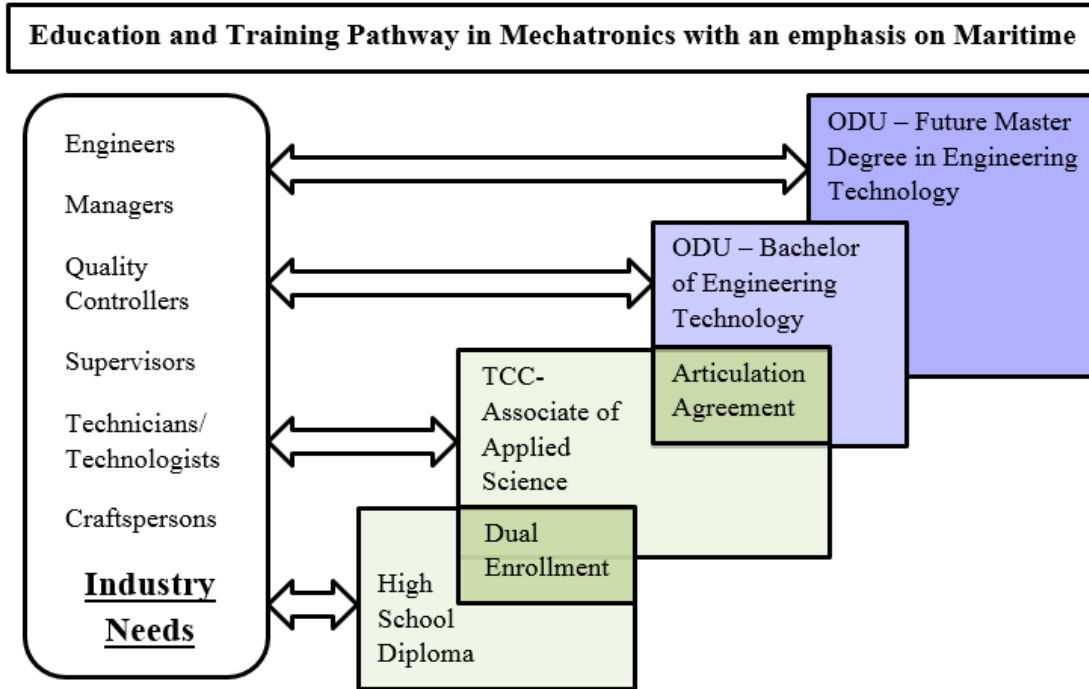 Education and Training Pathway in Mechatronics with an emphasis on Maritime
Engineers
Managers
Quality
Controllers
Supervisors
Technicians/
Technologists
Craftspersons
Industry
Needs
ODU – Future Master
Degree in Engineering
Technology
ODU – Bachelor
of Engineering
Technology
Articulation
Agreement
TCC-
Associate of
Applied
Science
Dual
Enrollment
High
School
Diploma